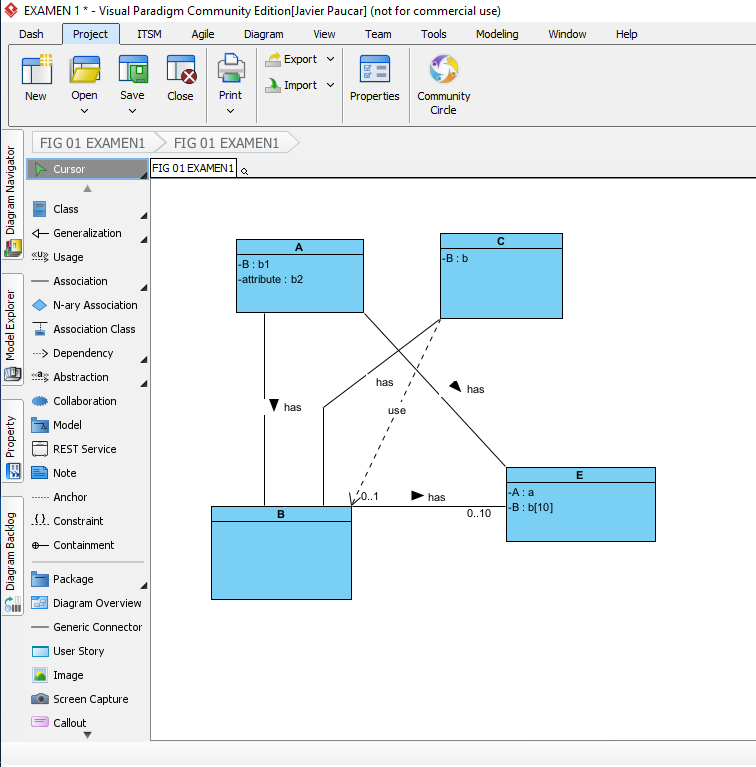 EXAMEN 1 * - Visual Paradigm Community Edition[Javier Paucar] (not for commercial use)
Dash Project ITSM Agile Diagram View Team Tools Modeling Window Help
New Open Save Close Print Export Import Properties Community Circle
FIG 01 EXAMEN1 FIG 01 EXAMEN1
Diagram Navigator
Model Explorer
Property
Diagram Backlog
Cursor
Class
Generalization
<<U>> Usage
Association
N-ary Association
Association Class
Dependency
<<a>> Abstraction
Collaboration
Model
REST Service
Note
Anchor
{.} Constraint
Containment
Package
Diagram Overview
Generic Connector
User Story
Image
Screen Capture
Callout
FIG 01 EXAMEN1
A
-B : b1
-attribute : b2
C
-B : b
has
has
has
use
E
-A : a
-B : b[10]
0..1
has
0..10
B